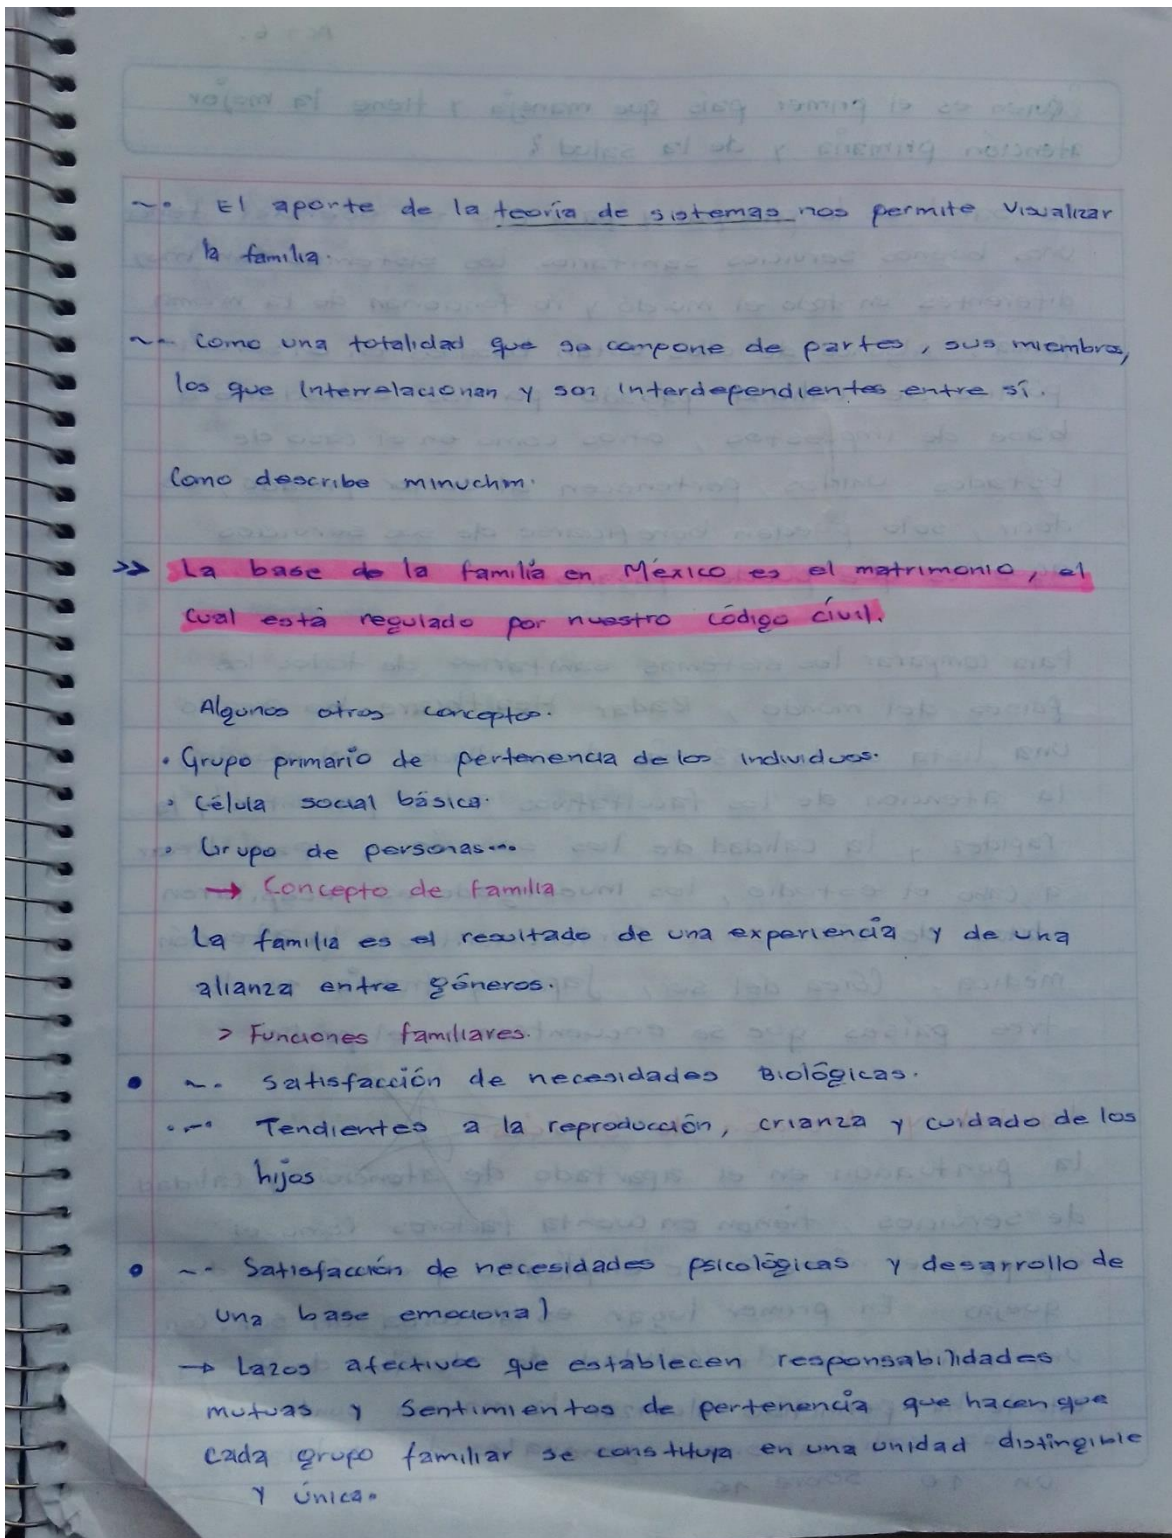 ~• El aporte de la teoría de sistemas nos permite visualizar
la familia.
~- Como una totalidad que se compone de partes, sus miembros,
los que interrelacionan y son interdependientes entre sí.
Como describe minuchin.
>> La base de la familia en México es el matrimonio, el
cual está regulado por nuestro código civil.
Algunos otros conceptos.
• Grupo primario de pertenencia de los individuos.
• Célula social básica.
• Grupo de personas...
→ Concepto de familia
La familia es el resultado de una experiencia y de una
alianza entre géneros.
> Funciones familiares.
• ~- Satisfacción de necesidades Biológicas.
•-• Tendientes a la reproducción, crianza y cuidado de los
hijos
• ~- Satisfacción de necesidades psicológicas y desarrollo de
una base emocional
→ Lazos afectivos que establecen responsabilidades
mutuas y Sentimientos de pertenencia que hacen que
cada grupo familiar se constituya en una unidad distingible
y única.